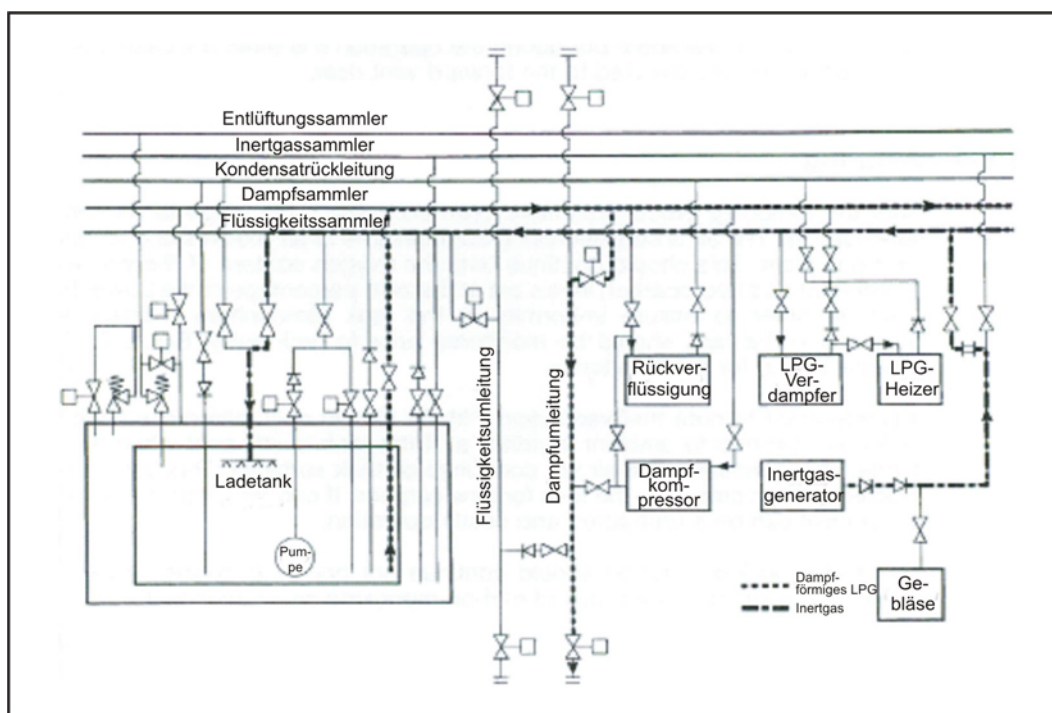 Entlüftungssammler
Inertgassammler
Kondensatrückleitung
Dampfsammler
Flüssigkeitssammler
Flüssigkeitsumleitung
Dampfumleitung
Rückver-
flüssigung
LPG-
Ver-
dampfer
LPG-
Heizer
Ladetank
Pum-
pe
Dampf-
kom-
pressor
Inertgas-
generator
Ge-
bläse
Dampf-
förmiges LPG
Inertgas